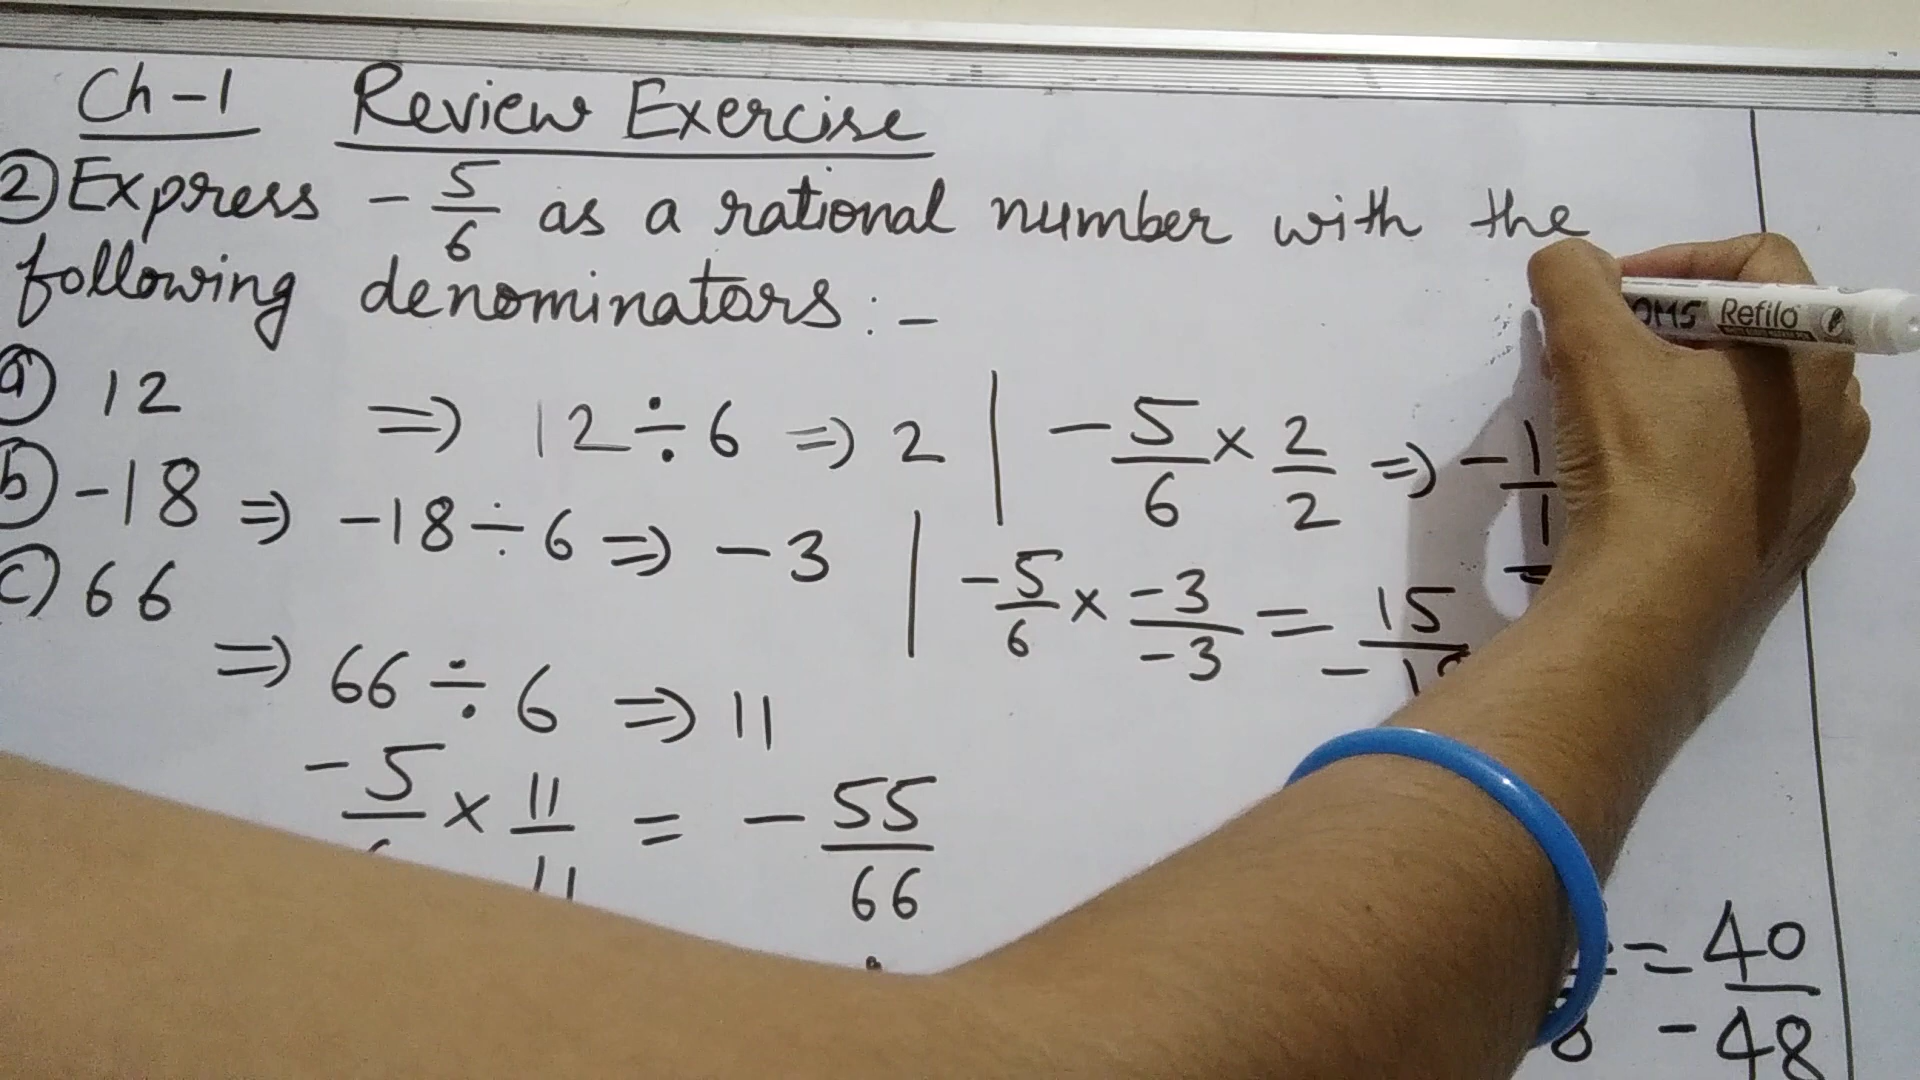 Ch-1 Review Exercise
② Express -5/6 as a rational number with the
following denominators:-
ⓐ 12 ⇒ 12÷6 ⇒ 2 | -5/6 × 2/2 ⇒
ⓑ -18 ⇒ -18÷6 ⇒ -3 | -5/6 × -3/-3 = 15/
ⓒ 66
⇒ 66÷6 ⇒ 11
-5/ × 11/11 = -55/66
= 40/-48
Refilo